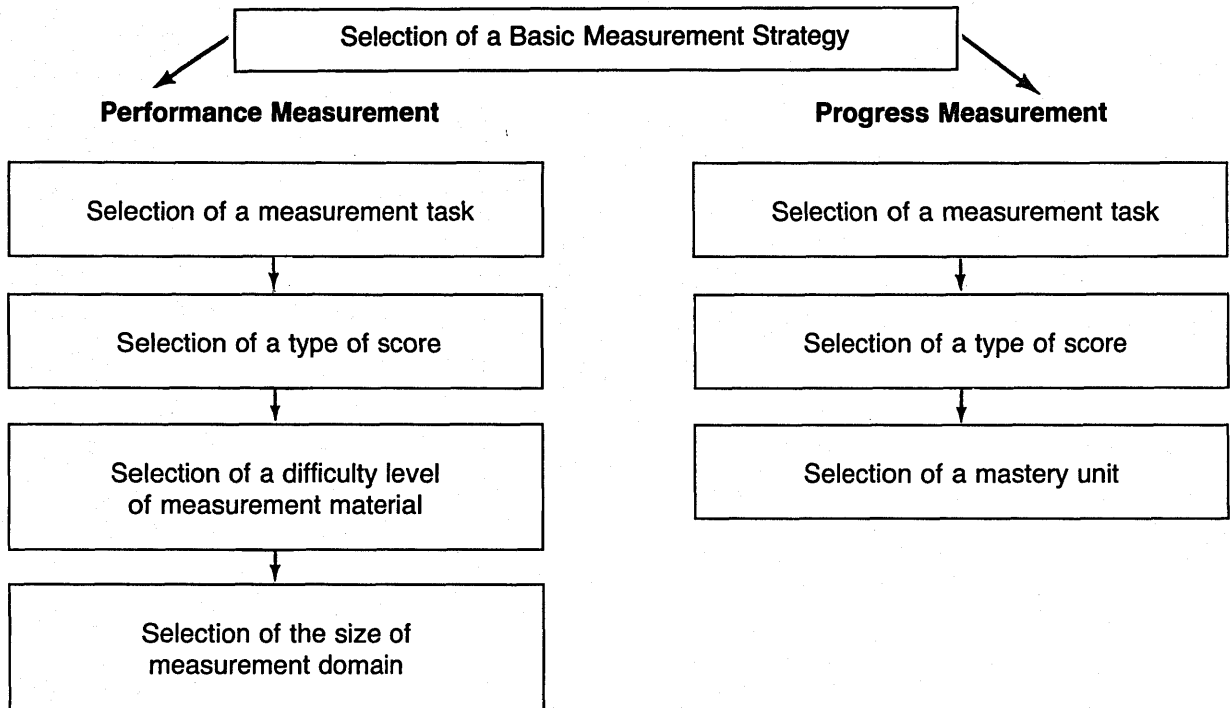 Selection of a Basic Measurement Strategy
Performance Measurement
Selection of a measurement task
Selection of a type of score
Selection of a difficulty level
of measurement material
Selection of the size of
measurement domain
Progress Measurement
Selection of a measurement task
Selection of a type of score
Selection of a mastery unit